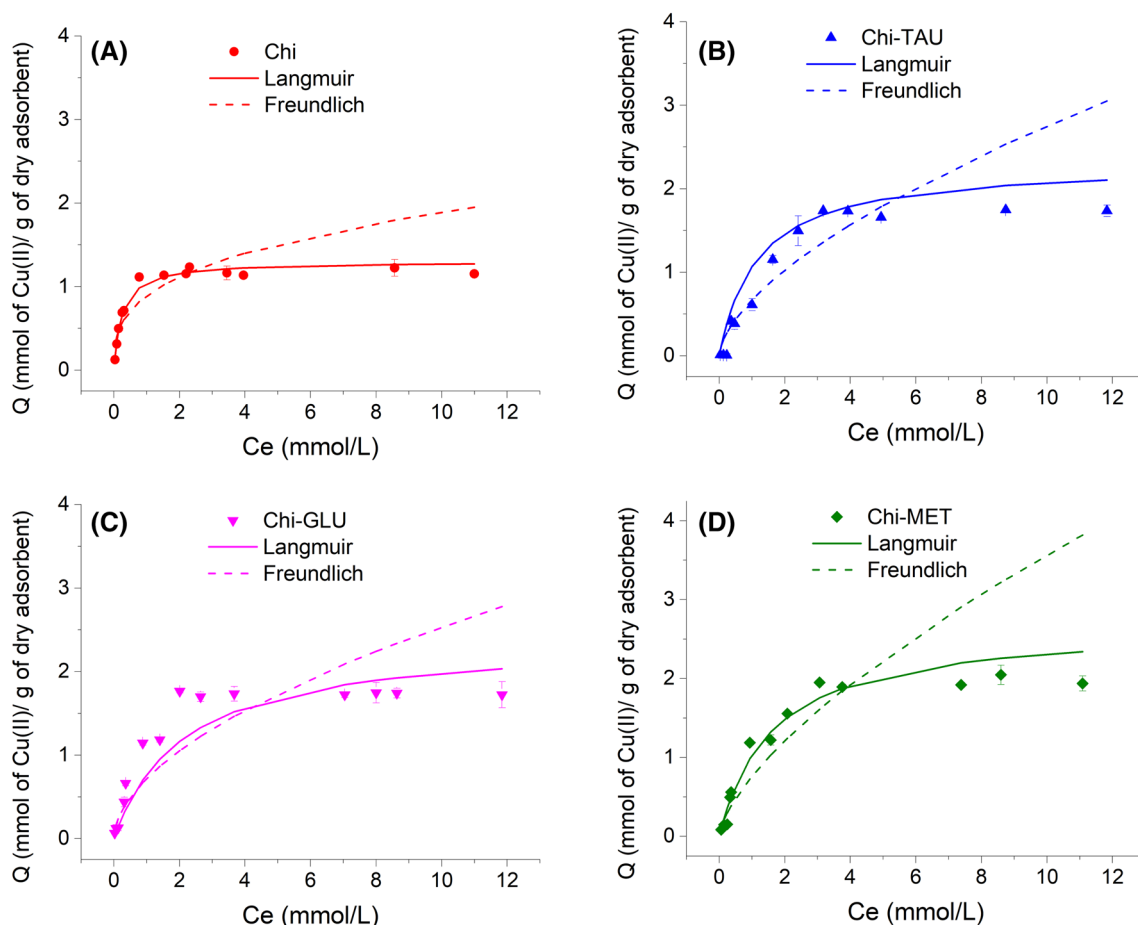 (A)
Chi
Langmuir
Freundlich
Q (mmol of Cu(II)/ g of dry adsorbent)
4
3
2
1
0
0 2 4 6 8 10 12
Ce (mmol/L)
(B)
Chi-TAU
Langmuir
Freundlich
Q (mmol of Cu(II)/ g of dry adsorbent)
4
3
2
1
0
0 2 4 6 8 10 12
Ce (mmol/L)
(C)
Chi-GLU
Langmuir
Freundlich
Q (mmol of Cu(II)/ g of dry adsorbent)
4
3
2
1
0
0 2 4 6 8 10 12
Ce (mmol/L)
(D)
Chi-MET
Langmuir
Freundlich
Q (mmol of Cu(II)/ g of dry adsorbent)
4
3
2
1
0
0 2 4 6 8 10 12
Ce (mmol/L)